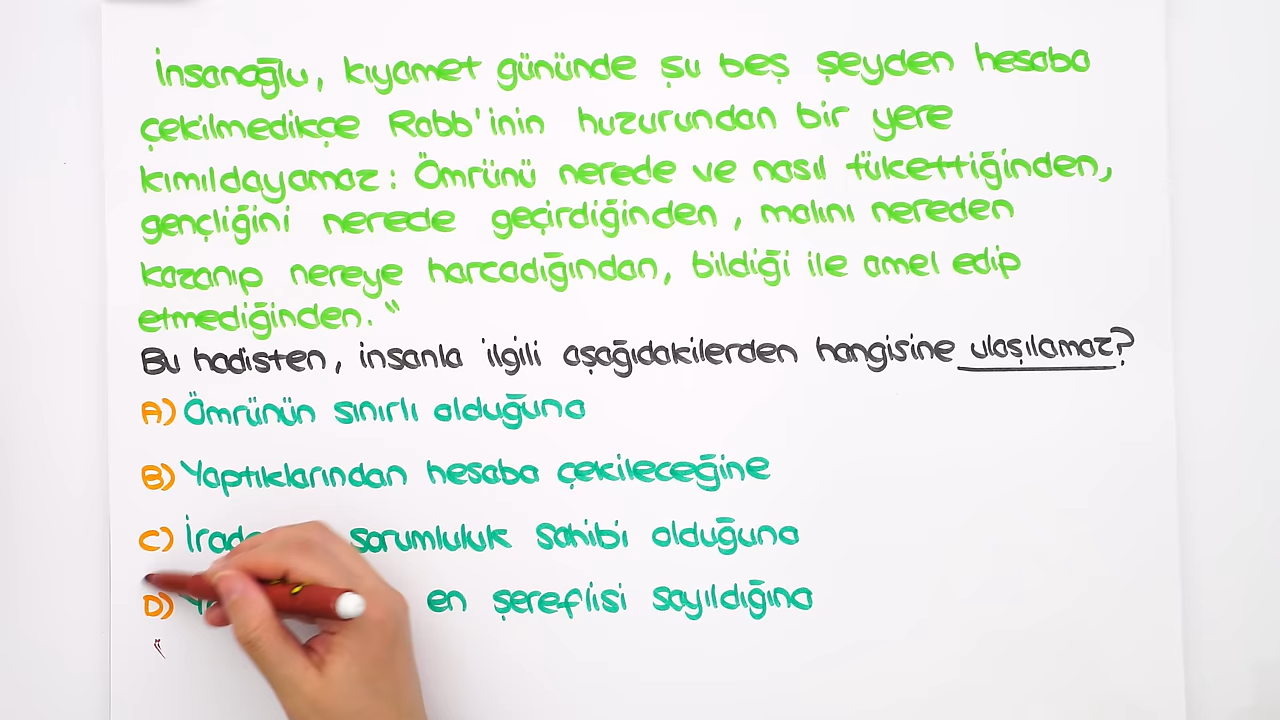 İnsanoğlu, kıyamet gününde şu beş şeyden hesaba
çekilmedikçe Rabb'inin huzurundan bir yere
kımıldayamaz: Ömrünü nerede ve nasıl tükettiğinden,
gençliğini nerede geçirdiğinden, malını nereden
kazanıp nereye harcadığından, bildiği ile amel edip
etmediğinden."
Bu hadisten, insanla ilgili aşağıdakilerden hangisine ulaşılamaz?
A) Ömrünün sınırlı olduğuna
B) Yaptıklarından hesaba çekileceğine
C) sorumluluk sahibi olduğuna
D) en şereflisi sayıldığına
"